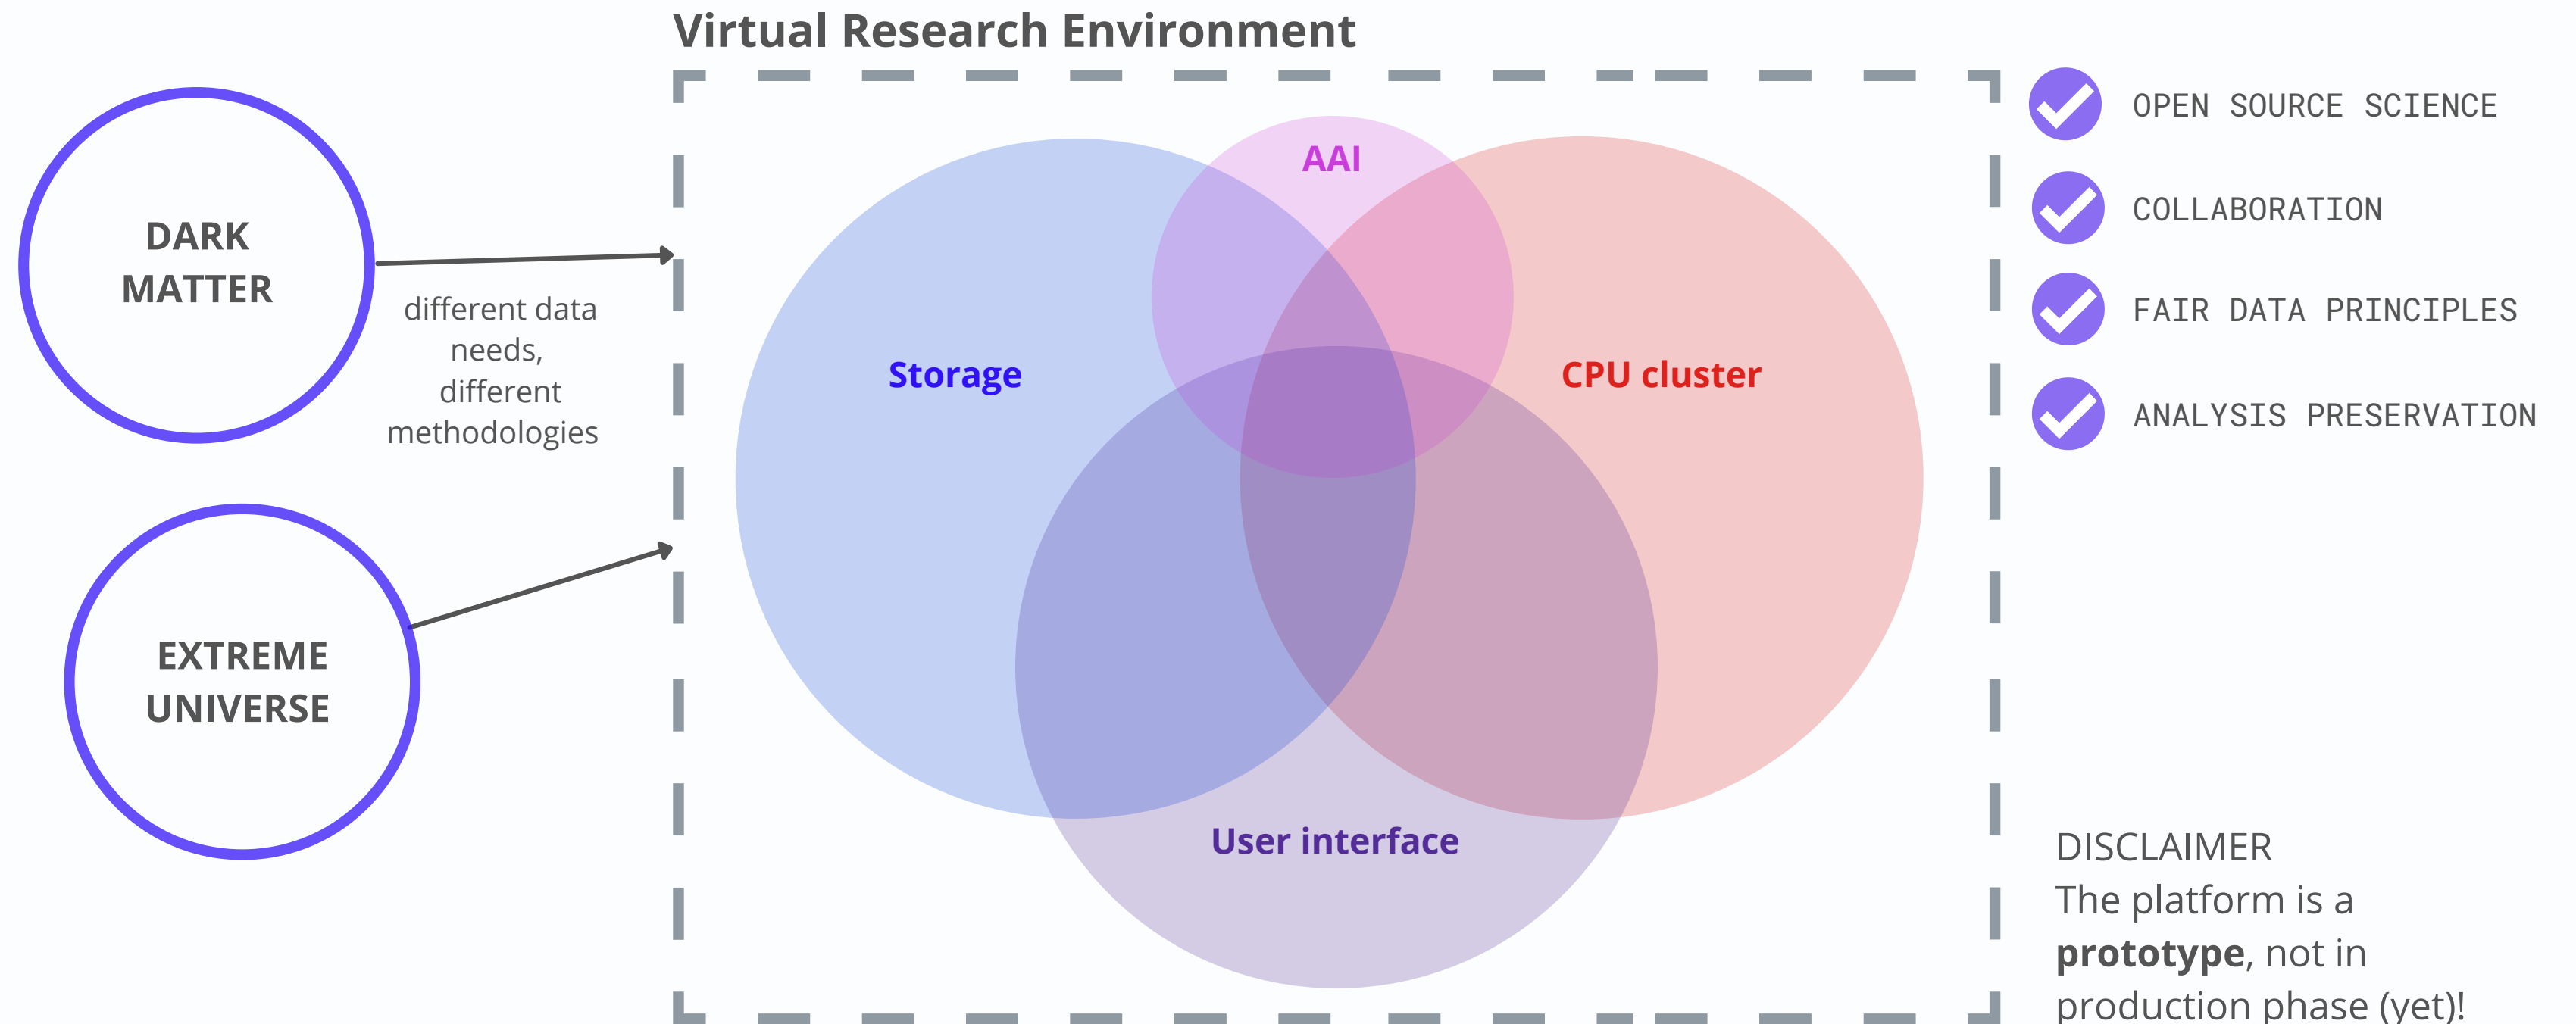 Virtual Research Environment
DARK
MATTER
different data
needs,
different
methodologies
EXTREME
UNIVERSE
AAI
Storage
CPU cluster
User interface
OPEN SOURCE SCIENCE
COLLABORATION
FAIR DATA PRINCIPLES
ANALYSIS PRESERVATION
DISCLAIMER
The platform is a
prototype, not in
production phase (yet)!